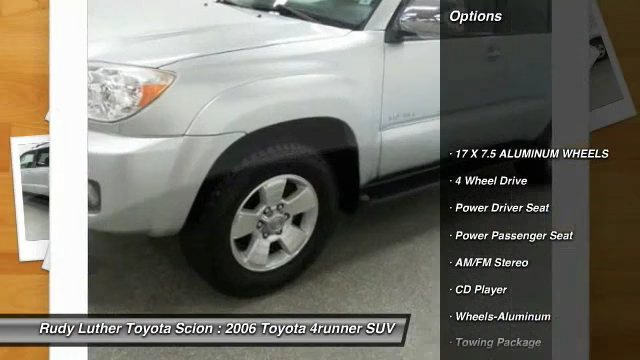 Options
· 17 X 7.5 ALUMINUM WHEELS
· 4 Wheel Drive
· Power Driver Seat
· Power Passenger Seat
· AM/FM Stereo
· CD Player
· Wheels-Aluminum
· Towing Package
Rudy Luther Toyota Scion : 2006 Toyota 4runner SUV